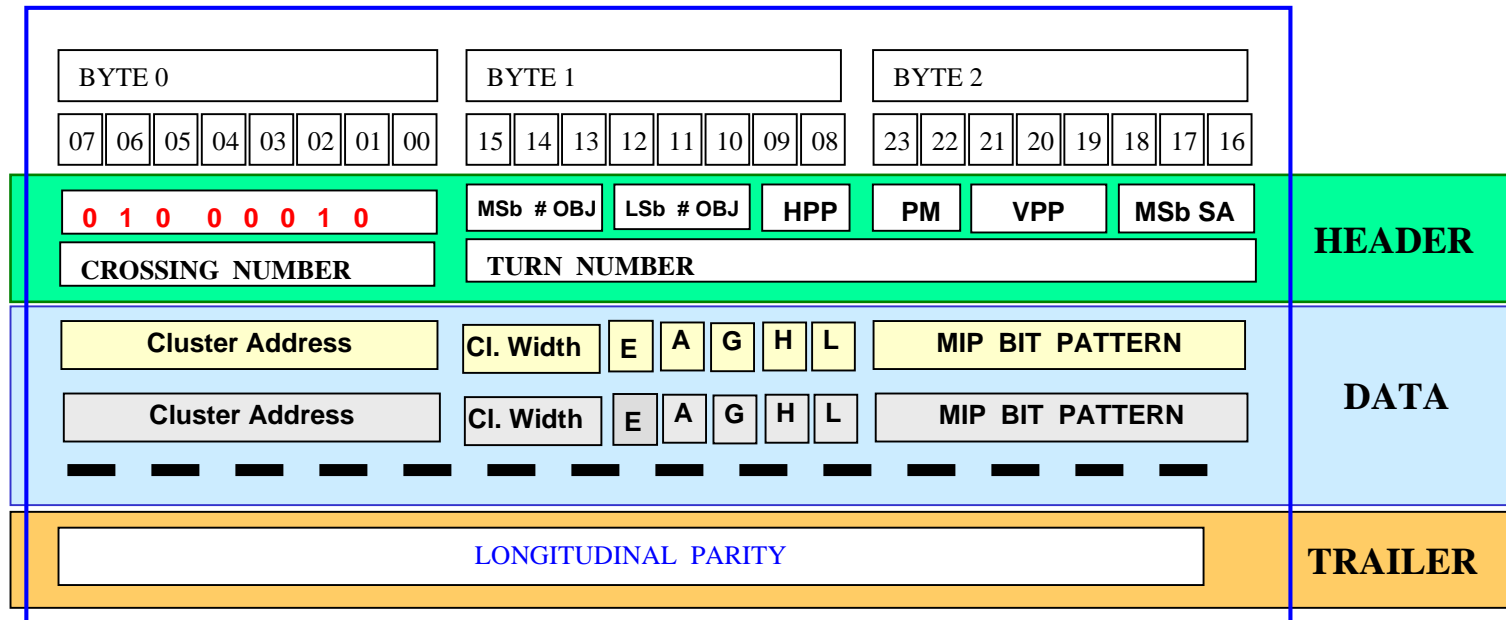 BYTE 0 BYTE 1 BYTE 2
07 06 05 04 03 02 01 00 15 14 13 12 11 10 09 08 23 22 21 20 19 18 17 16
0 1 0 0 0 0 1 0 MSb # OBJ LSb # OBJ HPP PM VPP MSb SA
HEADER
CROSSING NUMBER TURN NUMBER
Cluster Address Cl. Width E A G H L MIP BIT PATTERN
DATA
Cluster Address Cl. Width E A G H L MIP BIT PATTERN
LONGITUDINAL PARITY
TRAILER